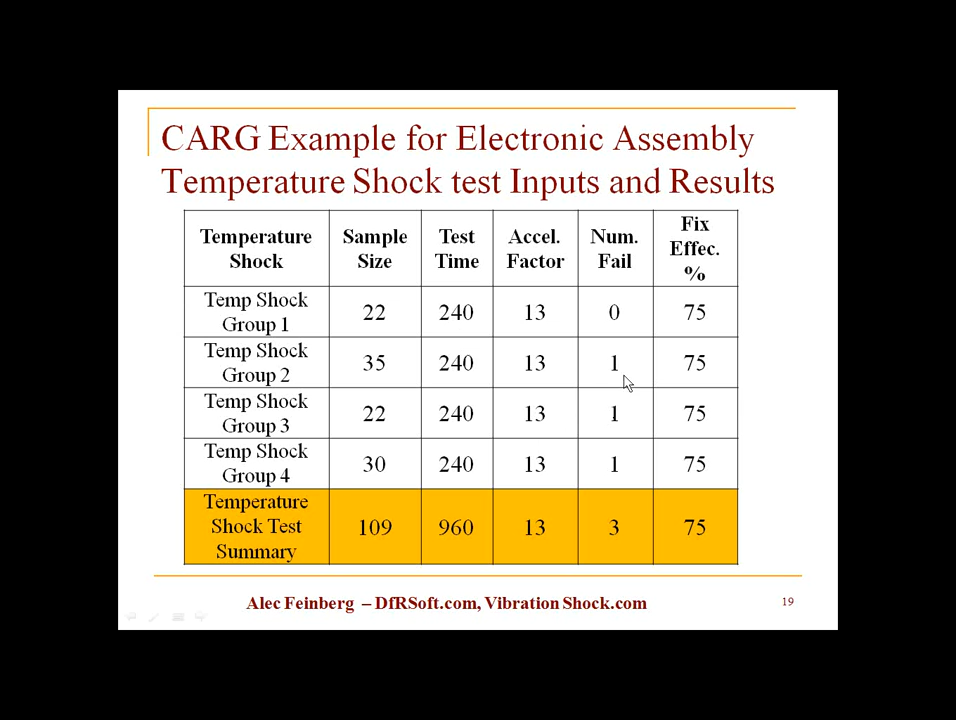 CARG Example for Electronic Assembly
Temperature Shock test Inputs and Results
Temperature Shock | Sample Size | Test Time | Accel. Factor | Num. Fail | Fix Effec. %
Temp Shock Group 1 | 22 | 240 | 13 | 0 | 75
Temp Shock Group 2 | 35 | 240 | 13 | 1 | 75
Temp Shock Group 3 | 22 | 240 | 13 | 1 | 75
Temp Shock Group 4 | 30 | 240 | 13 | 1 | 75
Temperature Shock Test Summary | 109 | 960 | 13 | 3 | 75
Alec Feinberg – DfRSoft.com, Vibration Shock.com
19